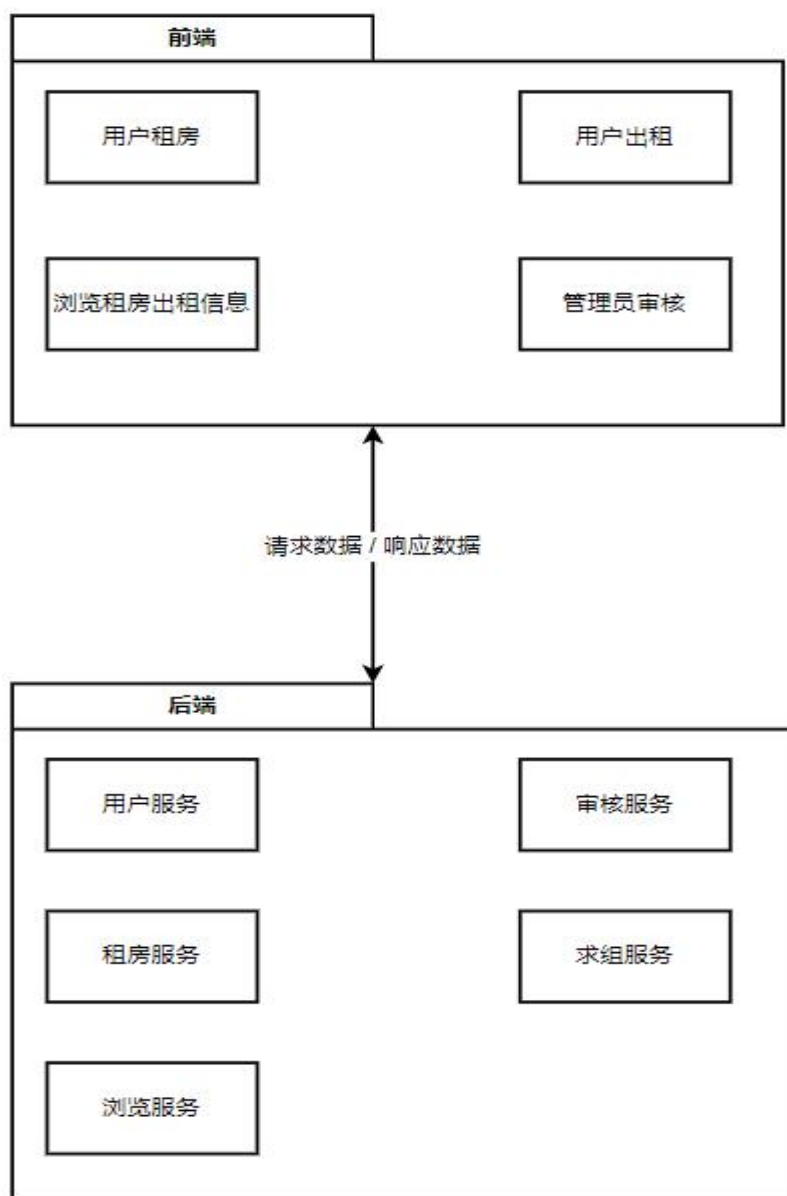 前端
用户租房
用户出租
浏览租房出租信息
管理员审核
请求数据 / 响应数据
后端
用户服务
审核服务
租房服务
求组服务
浏览服务